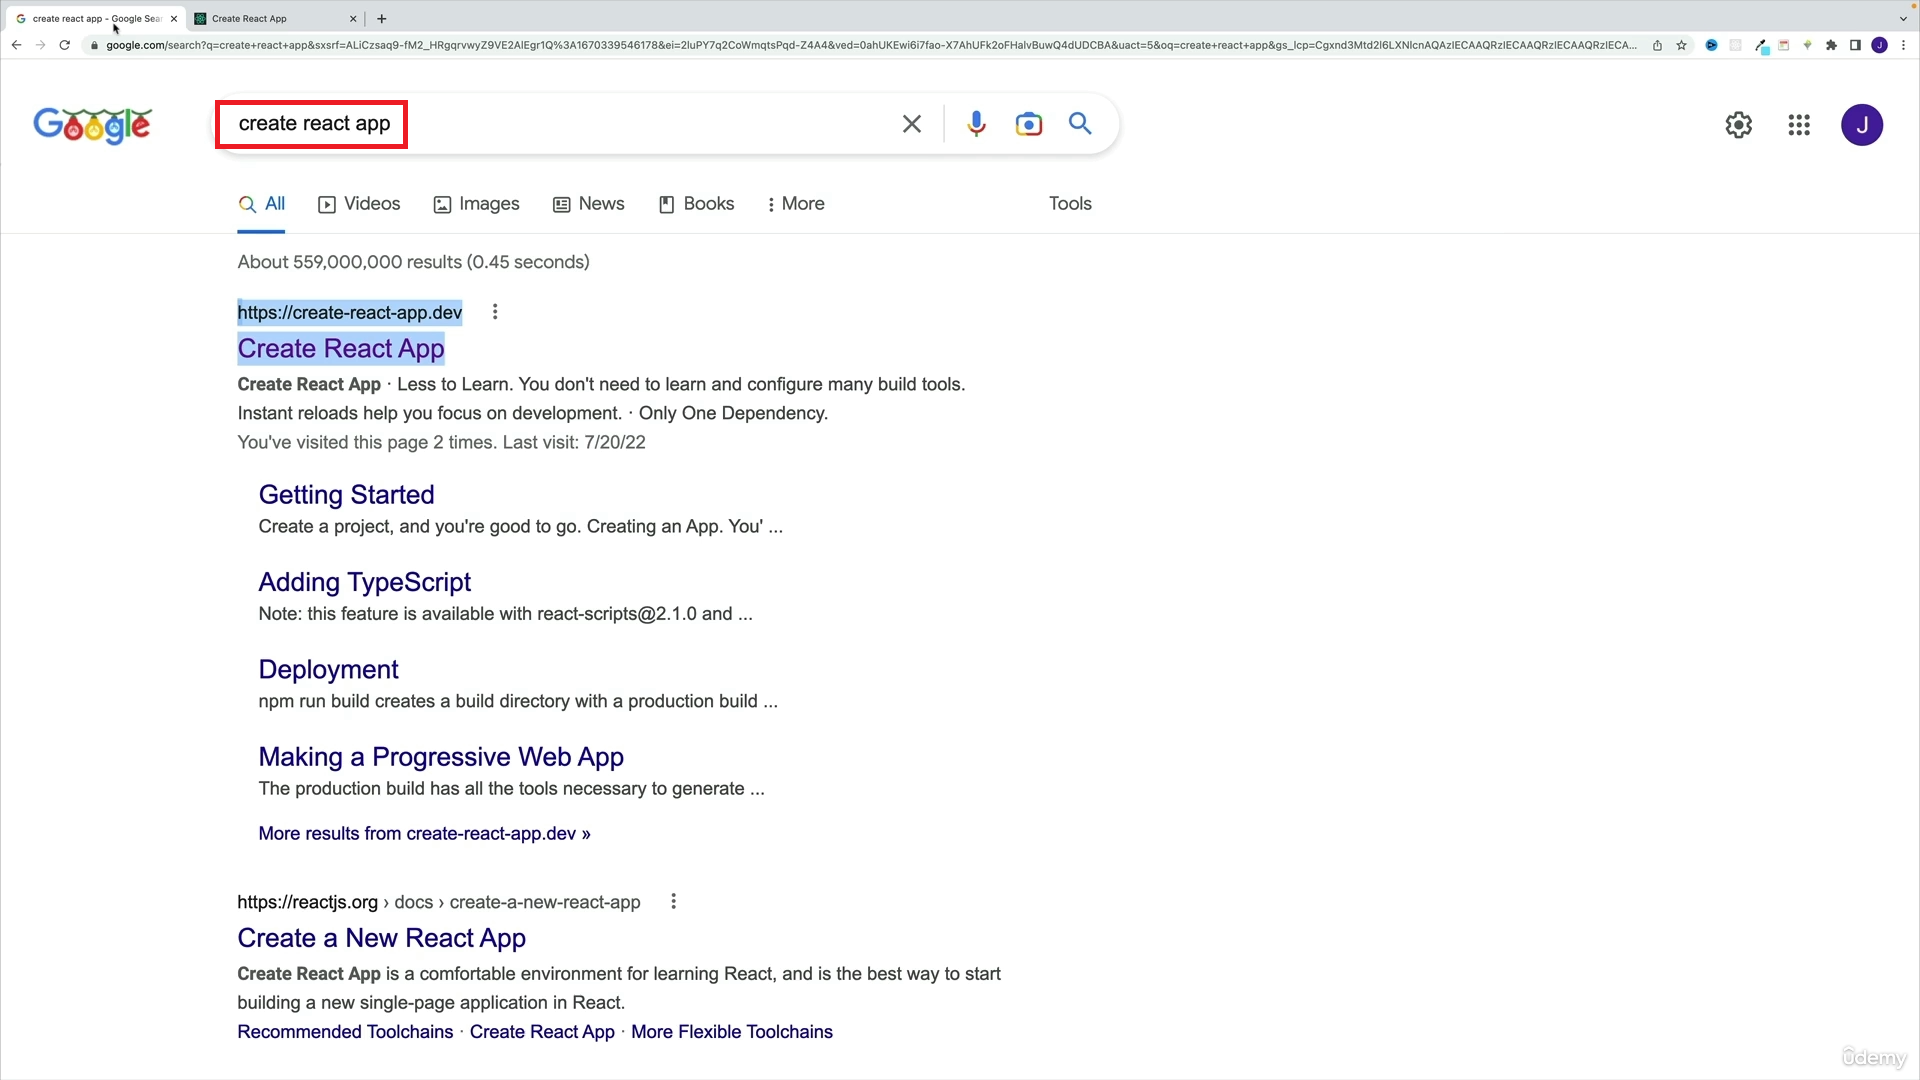 create react app - Google Sear
Create React App
google.com/search?q=create+react+app&sxsrf=ALiCzsaq9-fM2_HRgqrvwyZ9VE2AlEgr1Q%3A1670339546178&ei=2luPY7q2CoWmqtsPqd-Z4A4&ved=0ahUKEwi6i7fao-X7AhUFk2oFHalvBuwQ4dUDCBA&uact=5&oq=create+react+app&gs_lcp=Cgxnd3Mtd2l6LXNlcnAQAzIECAAQRzIECAAQRzIECAAQRzIECA...
J
Google
create react app
J
All
Videos
Images
News
Books
More
Tools
About 559,000,000 results (0.45 seconds)
https://create-react-app.dev
Create React App
Create React App · Less to Learn. You don't need to learn and configure many build tools.
Instant reloads help you focus on development. · Only One Dependency.
You've visited this page 2 times. Last visit: 7/20/22
Getting Started
Create a project, and you're good to go. Creating an App. You' ...
Adding TypeScript
Note: this feature is available with react-scripts@2.1.0 and ...
Deployment
npm run build creates a build directory with a production build ...
Making a Progressive Web App
The production build has all the tools necessary to generate ...
More results from create-react-app.dev »
https://reactjs.org › docs › create-a-new-react-app
Create a New React App
Create React App is a comfortable environment for learning React, and is the best way to start
building a new single-page application in React.
Recommended Toolchains · Create React App · More Flexible Toolchains
ûdemy